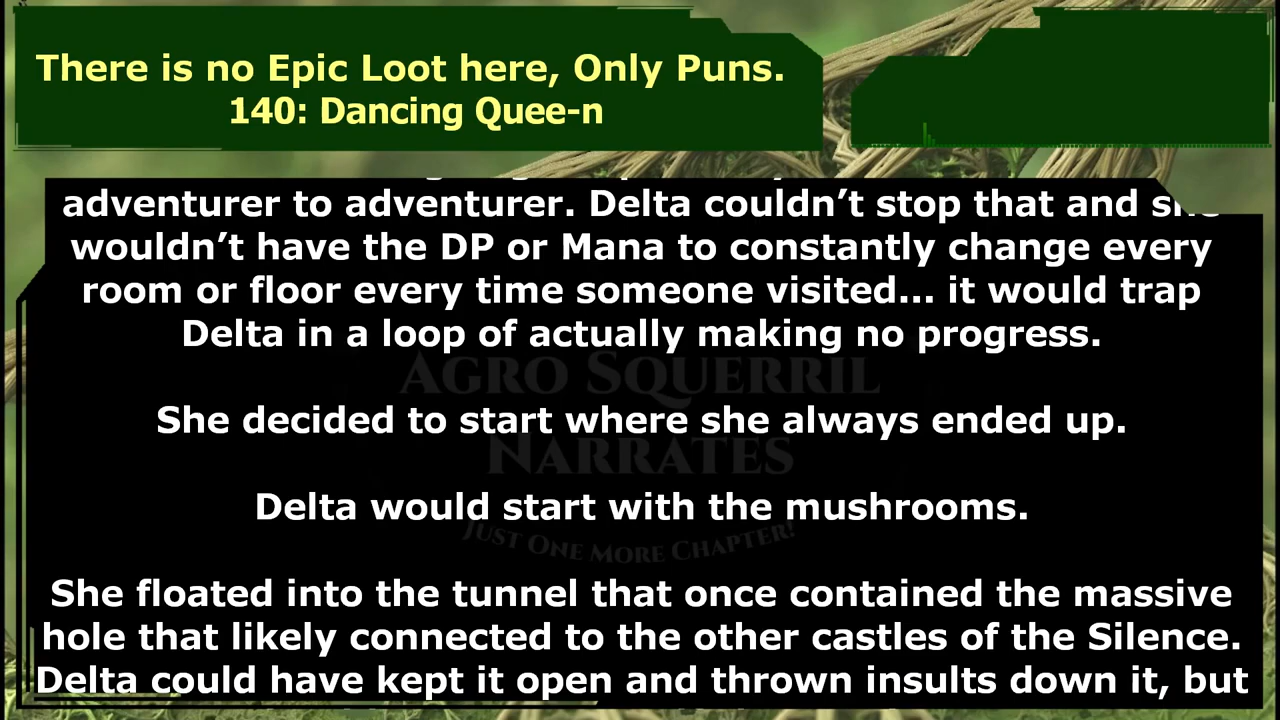 There is no Epic Loot here, Only Puns.
140: Dancing Quee-n
adventurer to adventurer. Delta couldn’t stop that and she
wouldn’t have the DP or Mana to constantly change every
room or floor every time someone visited... it would trap
Delta in a loop of actually making no progress.
AGRO SQUERRIL
She decided to start where she always ended up.
NARRATES
Delta would start with the mushrooms.
JUST ONE MORE CHAPTER!
She floated into the tunnel that once contained the massive
hole that likely connected to the other castles of the Silence.
Delta could have kept it open and thrown insults down it, but